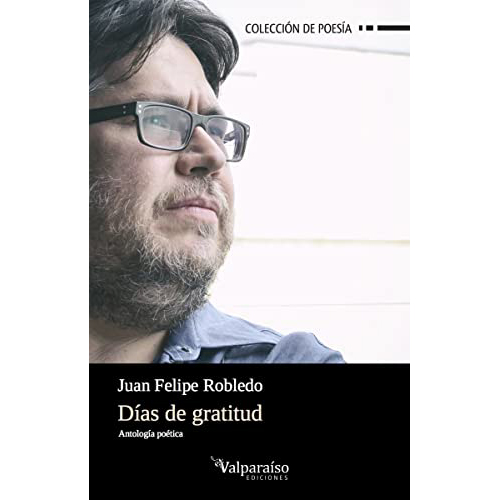 COLECCIÓN DE POESÍA
Juan Felipe Robledo
Días de gratitud
Antología poética
Valparaíso
EDICIONES